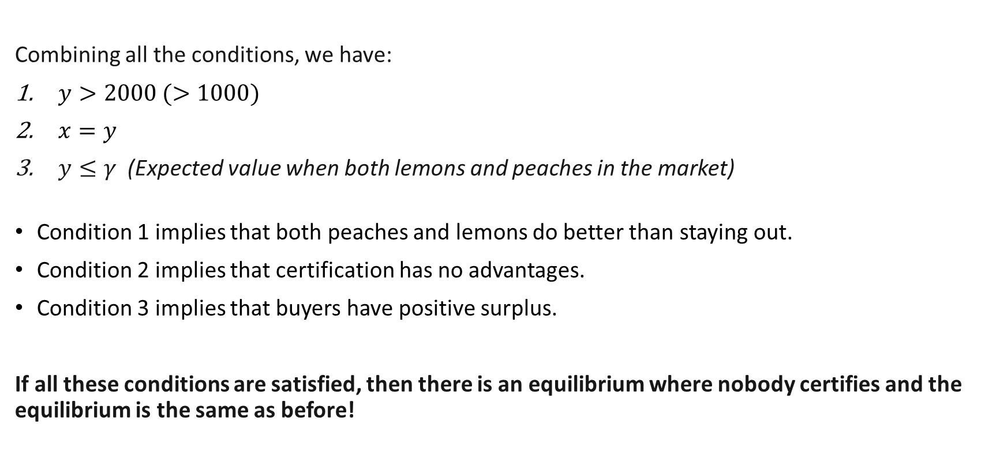 Combining all the conditions, we have:
1. y > 2000 (> 1000)
2. x = y
3. y ≤ γ (Expected value when both lemons and peaches in the market)
• Condition 1 implies that both peaches and lemons do better than staying out.
• Condition 2 implies that certification has no advantages.
• Condition 3 implies that buyers have positive surplus.
If all these conditions are satisfied, then there is an equilibrium where nobody certifies and the
equilibrium is the same as before!